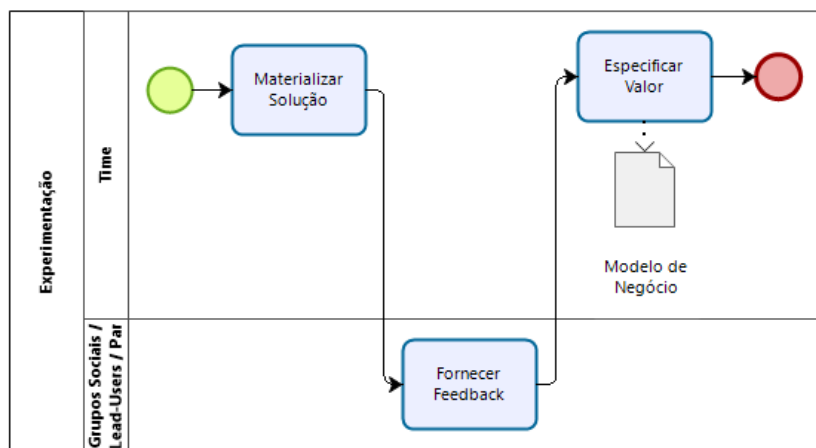 Experimentação
Time
Materializar
Solução
Especificar
Valor
Modelo de
Negócio
Grupos Sociais /
Lead-Users / Par
Fornecer
Feedback